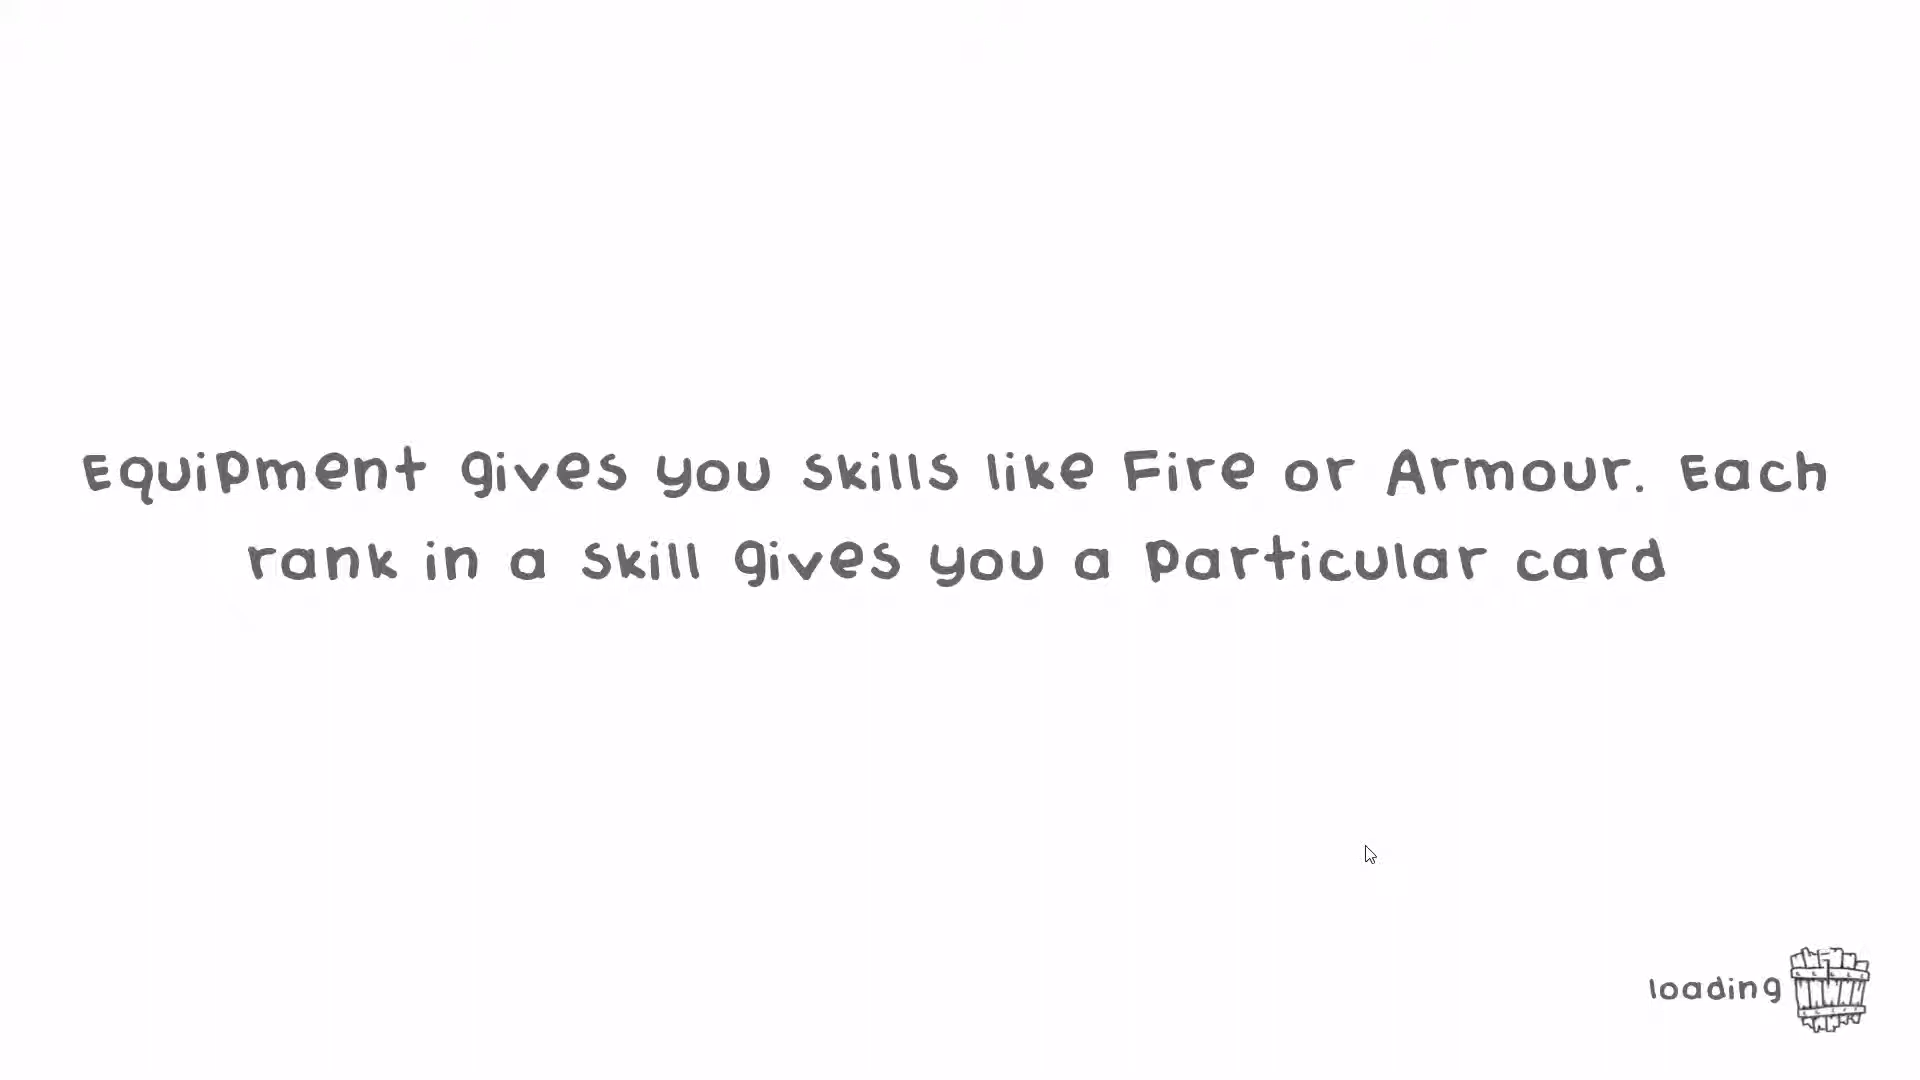 Equipment gives you skills like Fire or Armour. Each
rank in a skill gives you a particular card
loading